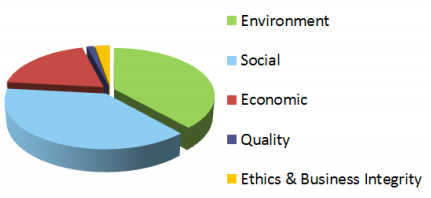 Environment
Social
Economic
Quality
Ethics & Business Integrity